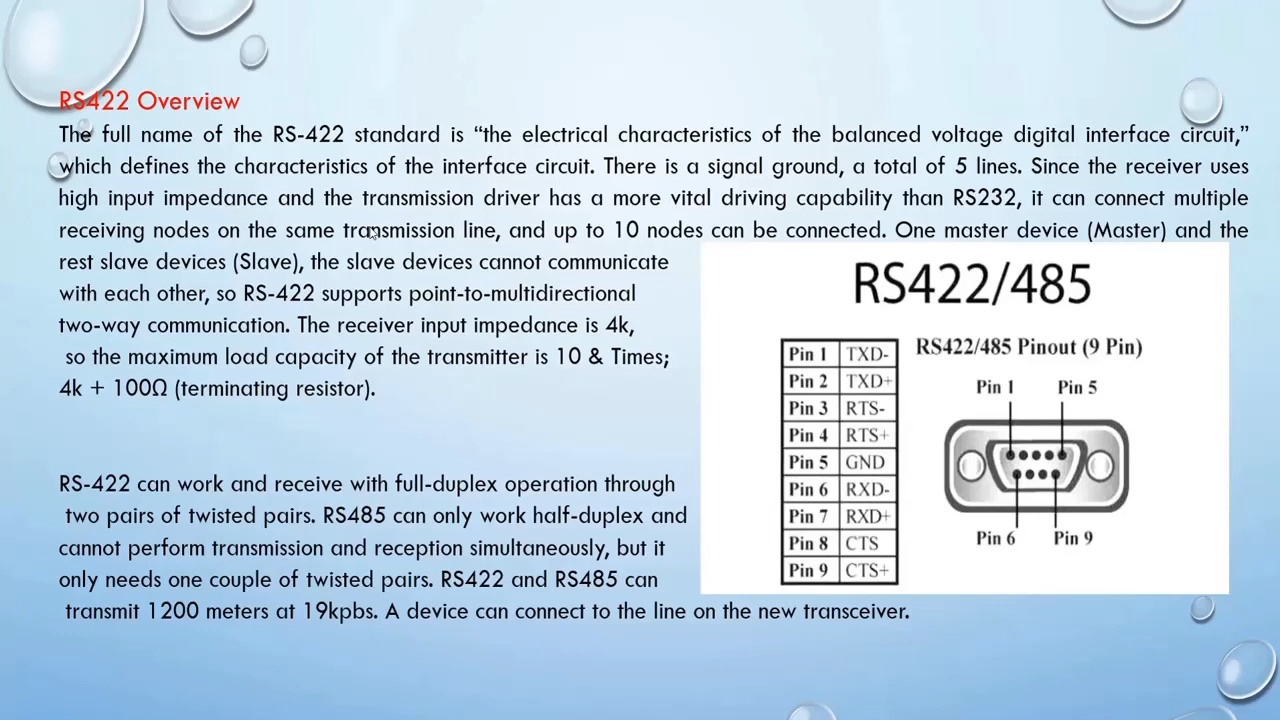 RS422 Overview
The full name of the RS-422 standard is “the electrical characteristics of the balanced voltage digital interface circuit,”
which defines the characteristics of the interface circuit. There is a signal ground, a total of 5 lines. Since the receiver uses
high input impedance and the transmission driver has a more vital driving capability than RS232, it can connect multiple
receiving nodes on the same transmission line, and up to 10 nodes can be connected. One master device (Master) and the
rest slave devices (Slave), the slave devices cannot communicate
with each other, so RS-422 supports point-to-multidirectional
two-way communication. The receiver input impedance is 4k,
so the maximum load capacity of the transmitter is 10 & Times;
4k + 100Ω (terminating resistor).
RS-422 can work and receive with full-duplex operation through
two pairs of twisted pairs. RS485 can only work half-duplex and
cannot perform transmission and reception simultaneously, but it
only needs one couple of twisted pairs. RS422 and RS485 can
transmit 1200 meters at 19kpbs. A device can connect to the line on the new transceiver.
RS422/485
RS422/485 Pinout (9 Pin)
Pin 1 TXD-
Pin 2 TXD+
Pin 3 RTS-
Pin 4 RTS+
Pin 5 GND
Pin 6 RXD-
Pin 7 RXD+
Pin 8 CTS
Pin 9 CTS+
Pin 1 Pin 5
Pin 6 Pin 9